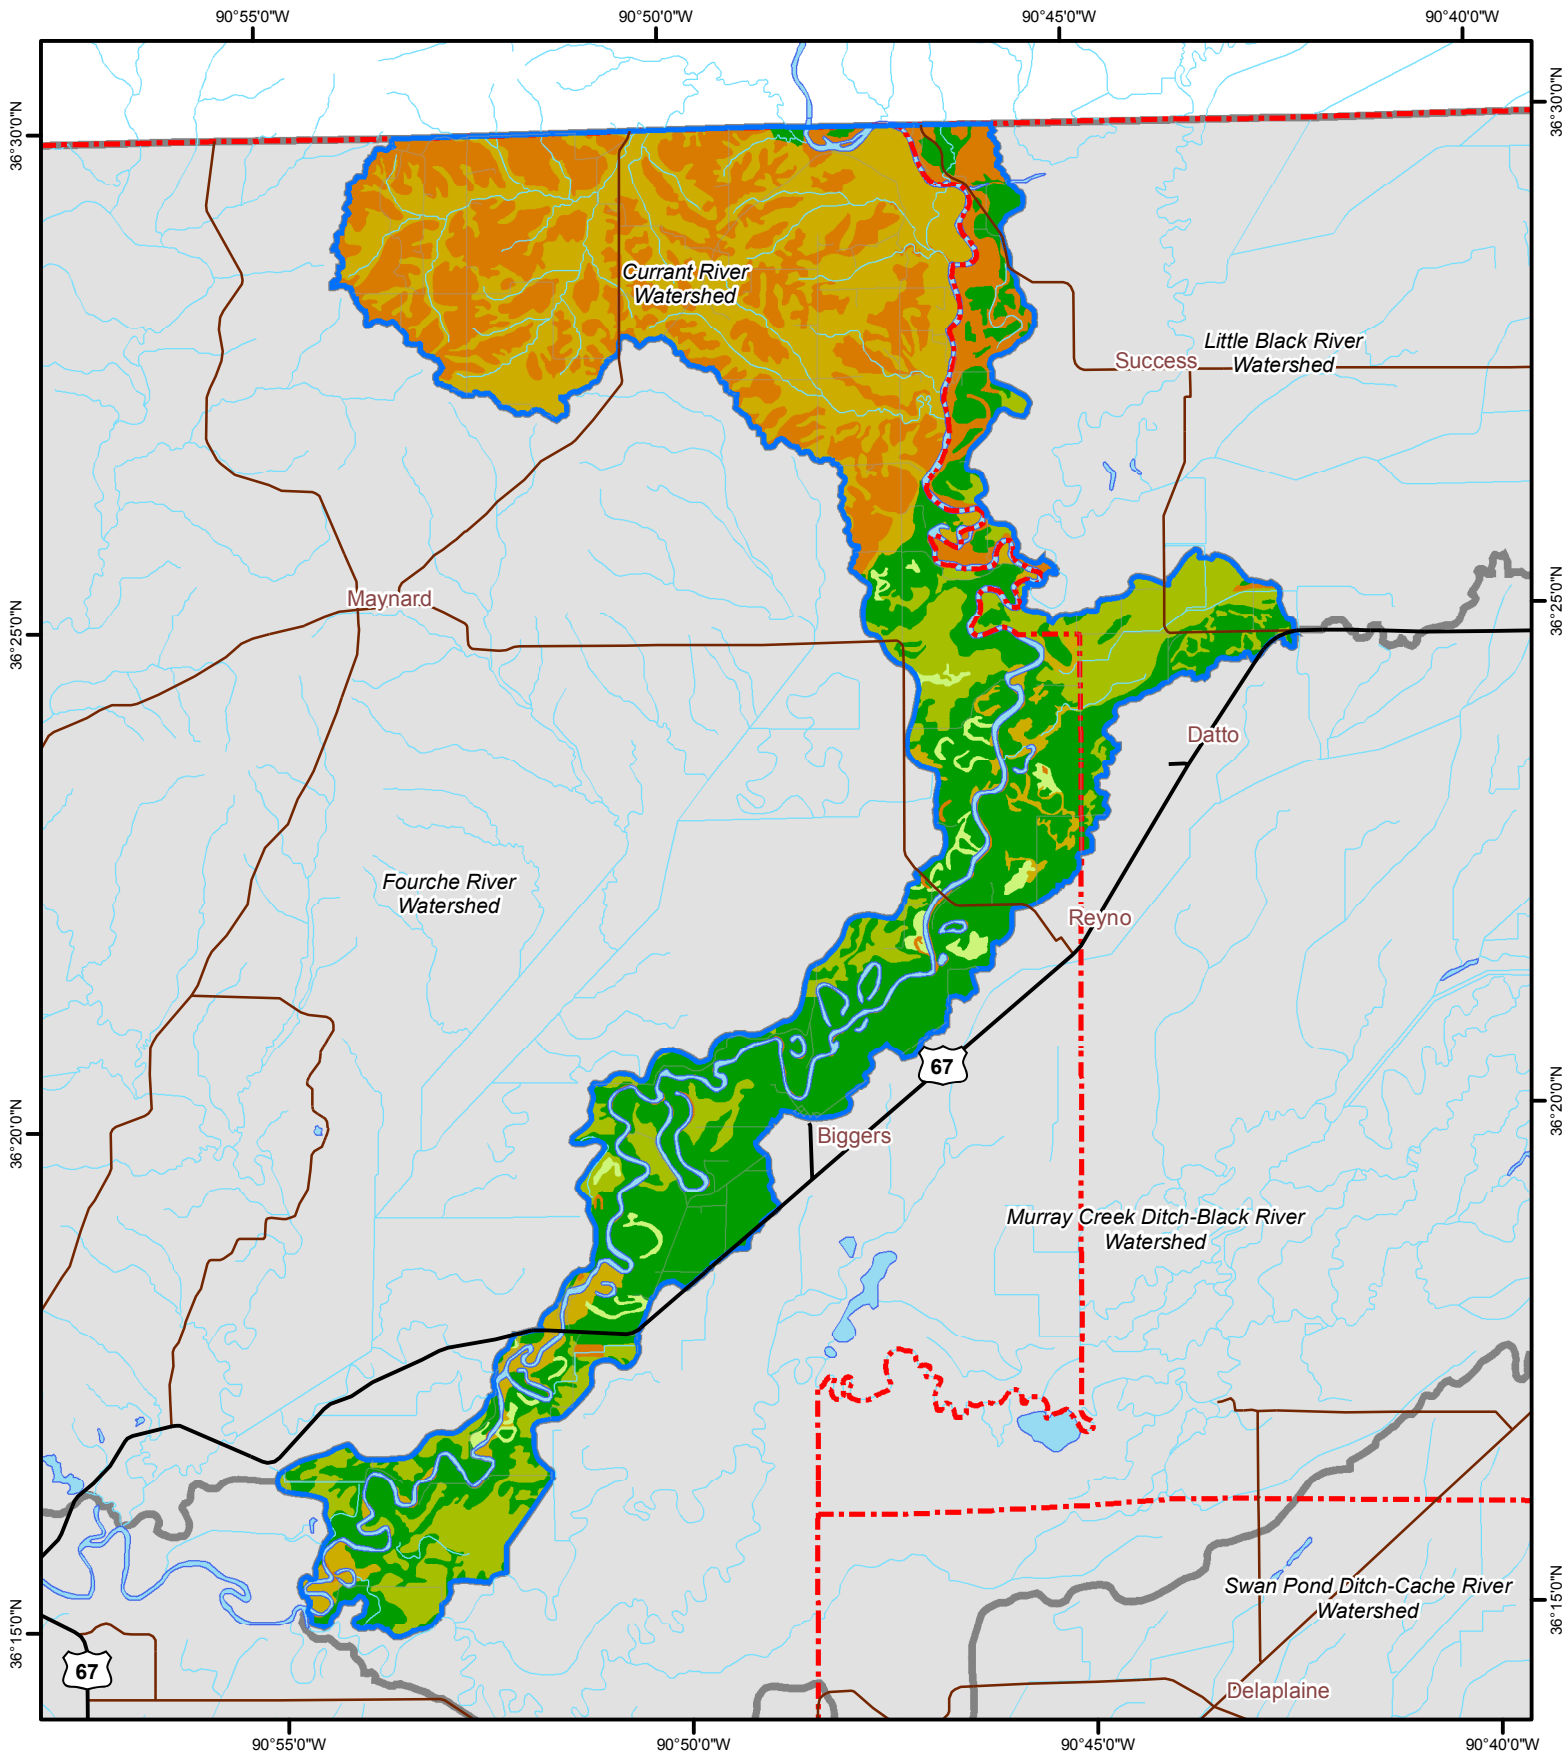 90°55'0"W
90°50'0"W
90°45'0"W
90°40'0"W
36°30'0"N
36°30'0"N
Currant River
Watershed
Little Black River
Watershed
Success
Maynard
36°25'0"N
36°25'0"N
Datto
Fourche River
Watershed
Reyno
67
36°20'0"N
36°20'0"N
Biggers
Murray Creek Ditch-Black River
Watershed
Swan Pond Ditch-Cache River
Watershed
36°15'0"N
36°15'0"N
67
Delaplaine
90°55'0"W
90°50'0"W
90°45'0"W
90°40'0"W